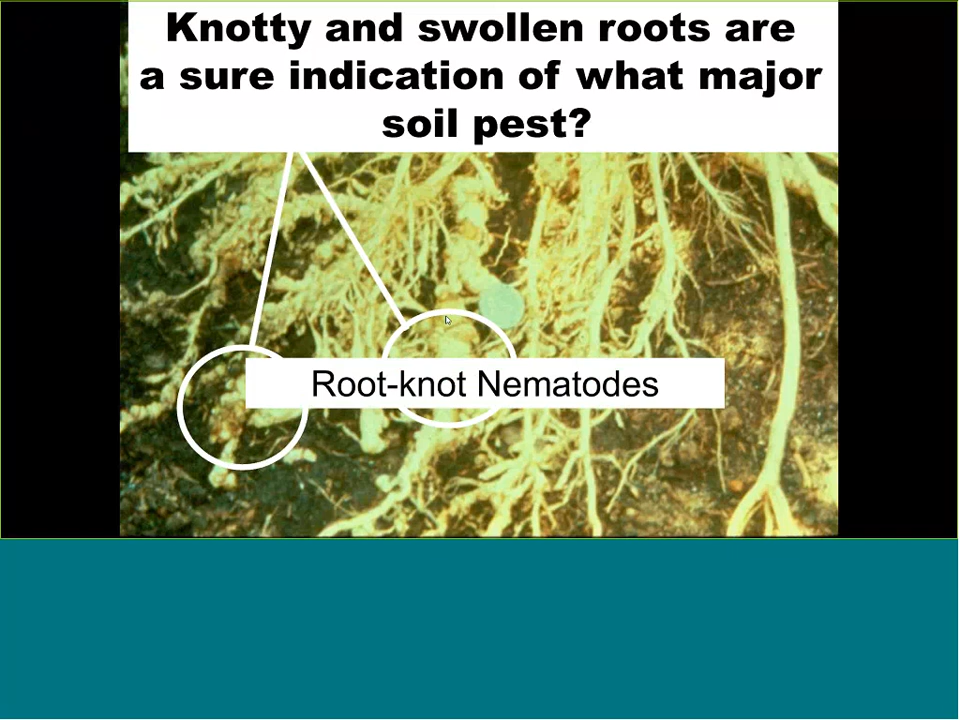 Knotty and swollen roots are
a sure indication of what major
soil pest?
Root-knot Nematodes